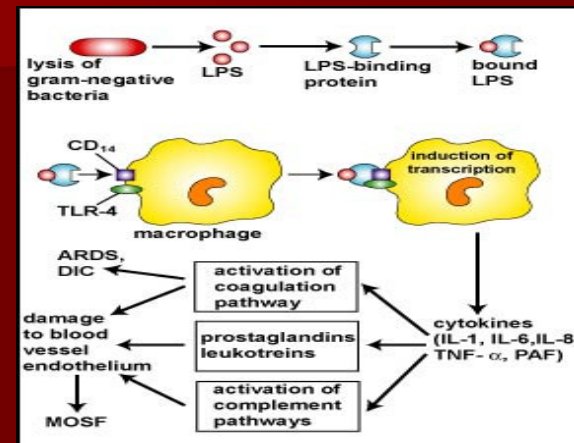 lysis of
gram-negative
bacteria
LPS
LPS-binding
protein
bound
LPS
CD14
TLR-4
macrophage
induction of
transcription
ARDS,
DIC
activation of
coagulation
pathway
damage
to blood
vessel
endothelium
prostaglandins
leukotreins
cytokines
(IL-1, IL-6,IL-8
TNF- α, PAF)
activation of
complement
pathways
MOSF